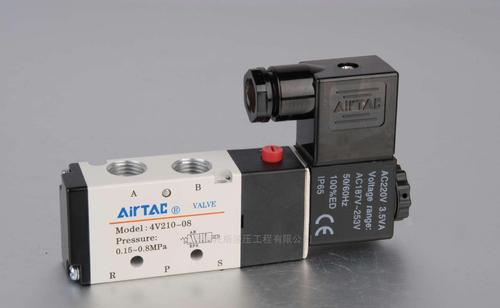 AirTAC
A B
AirTAC ® VALVE
Model: 4V210-08
Pressure:
0.15~0.8MPa
R P S
AC220V 3.5VA
Voltage range:
AC187V~253V
50/60Hz
100%ED
IP65
CE